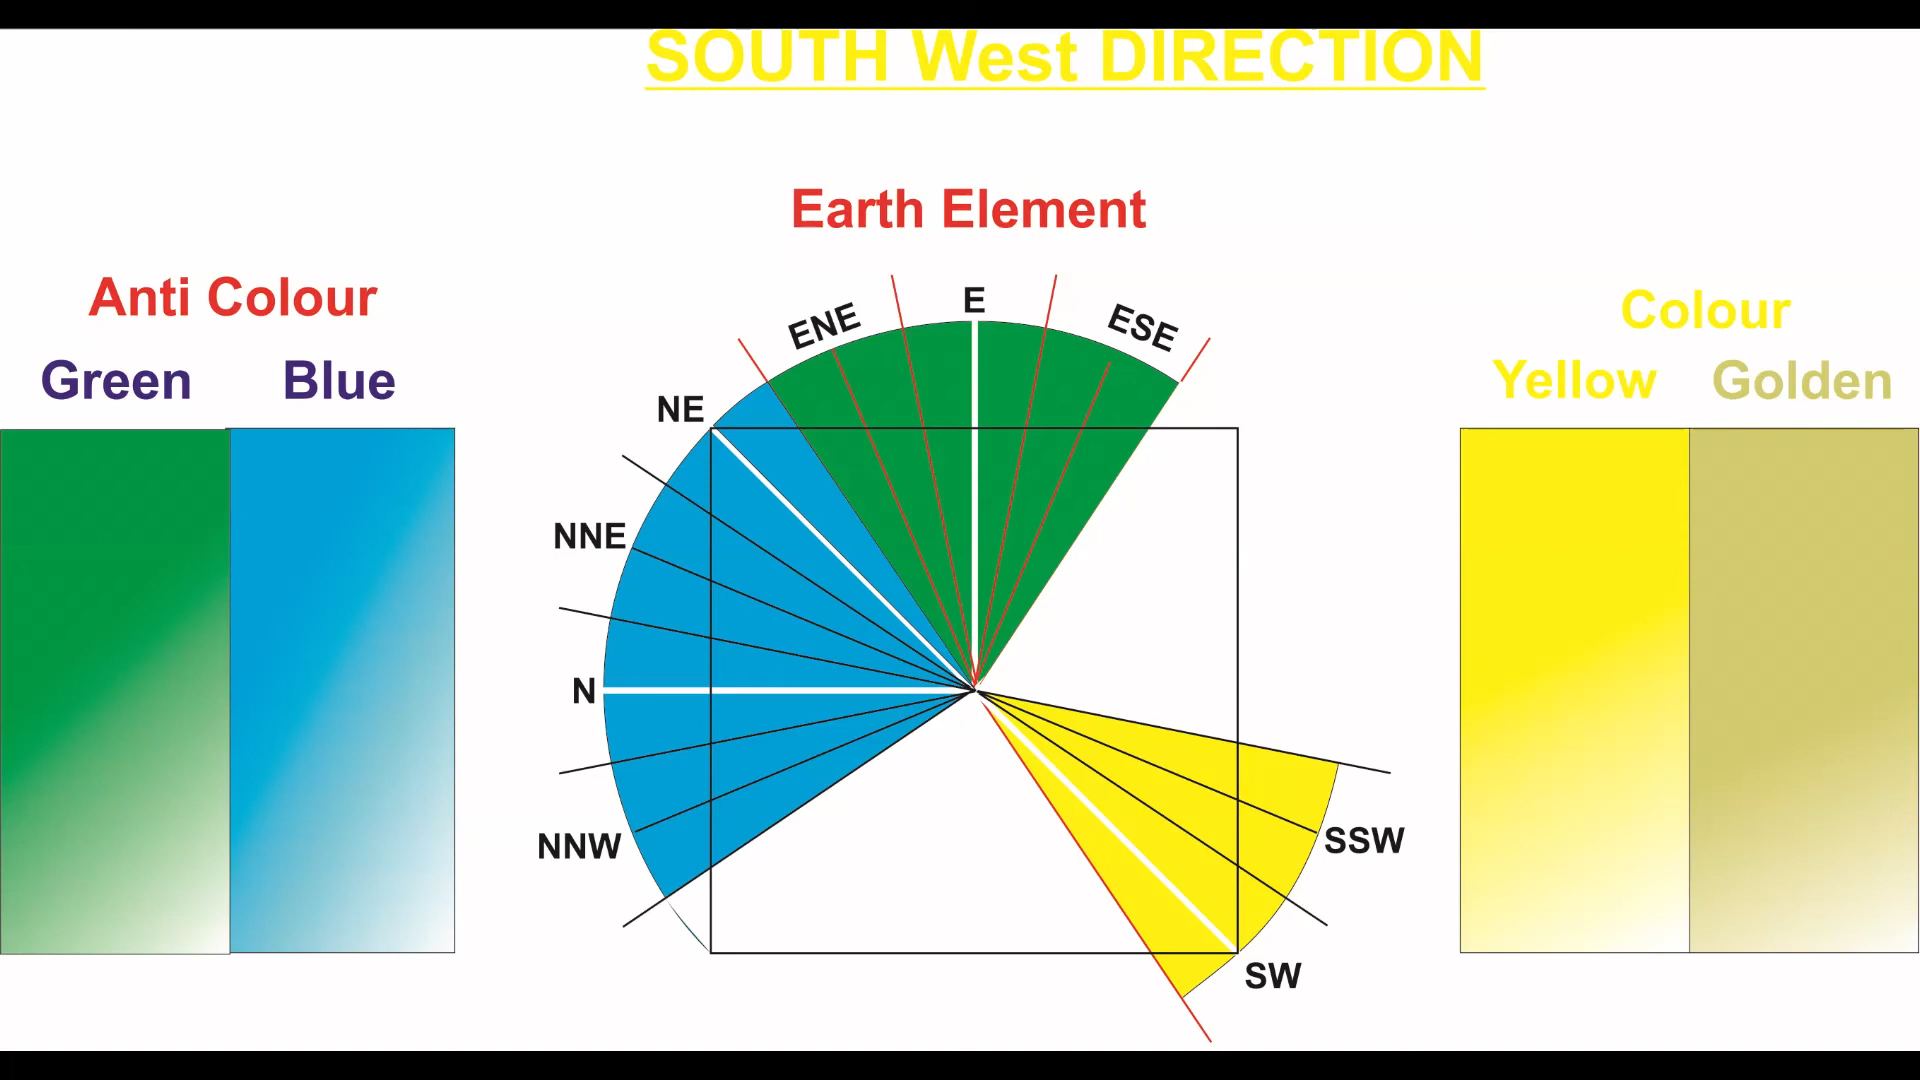 SOUTH West DIRECTION
Earth Element
Anti Colour
Green Blue
Colour
Yellow Golden
E
ENE
ESE
NE
NNE
N
NNW
SSW
SW